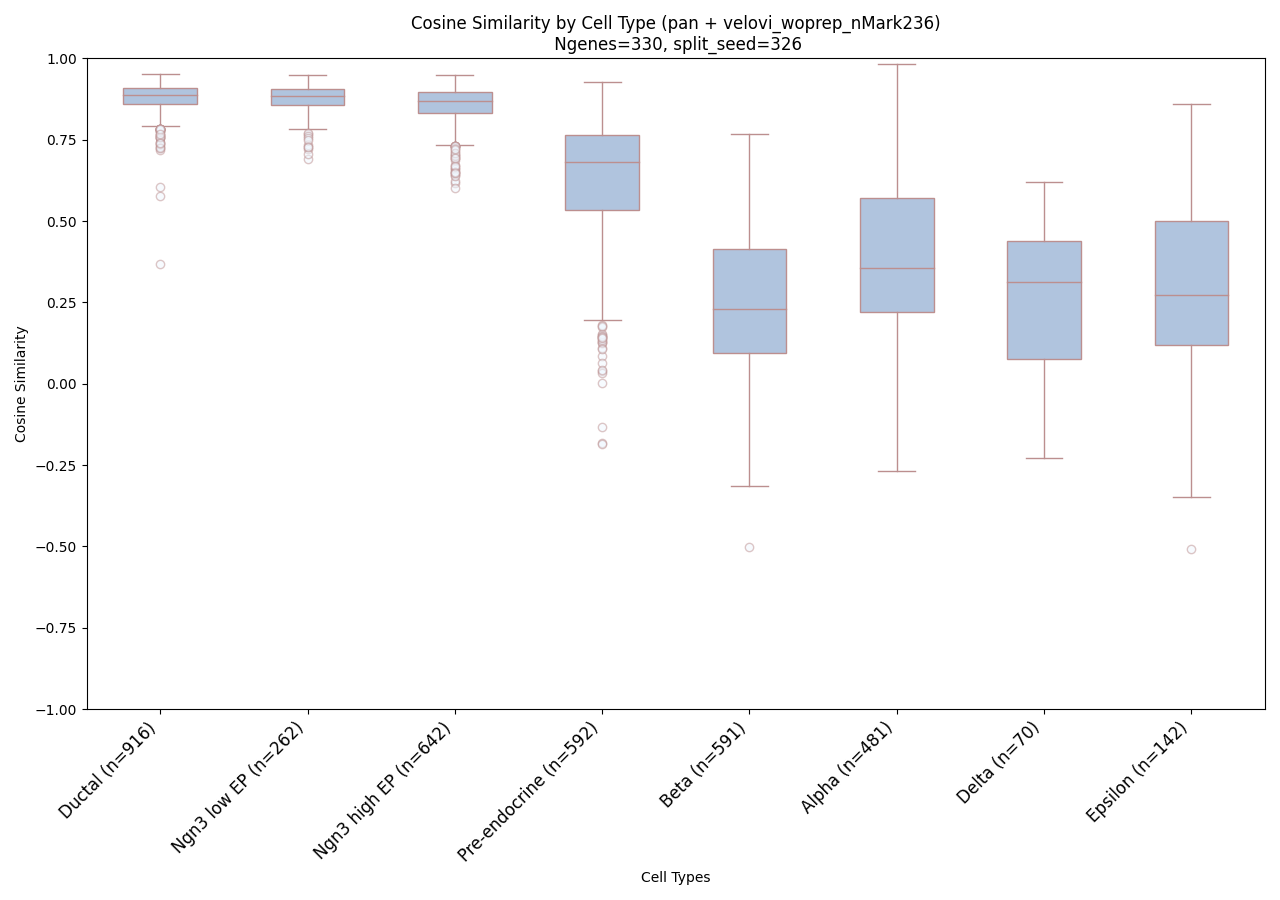 Cosine Similarity by Cell Type (pan + velovi_woprep_nMark236)
Ngenes=330, split_seed=326
1.00
0.75
0.50
0.25
0.00
−0.25
−0.50
−0.75
−1.00
Cosine Similarity
Ductal (n=916)
Ngn3 low EP (n=262)
Ngn3 high EP (n=642)
Pre-endocrine (n=592)
Beta (n=591)
Alpha (n=481)
Delta (n=70)
Epsilon (n=142)
Cell Types